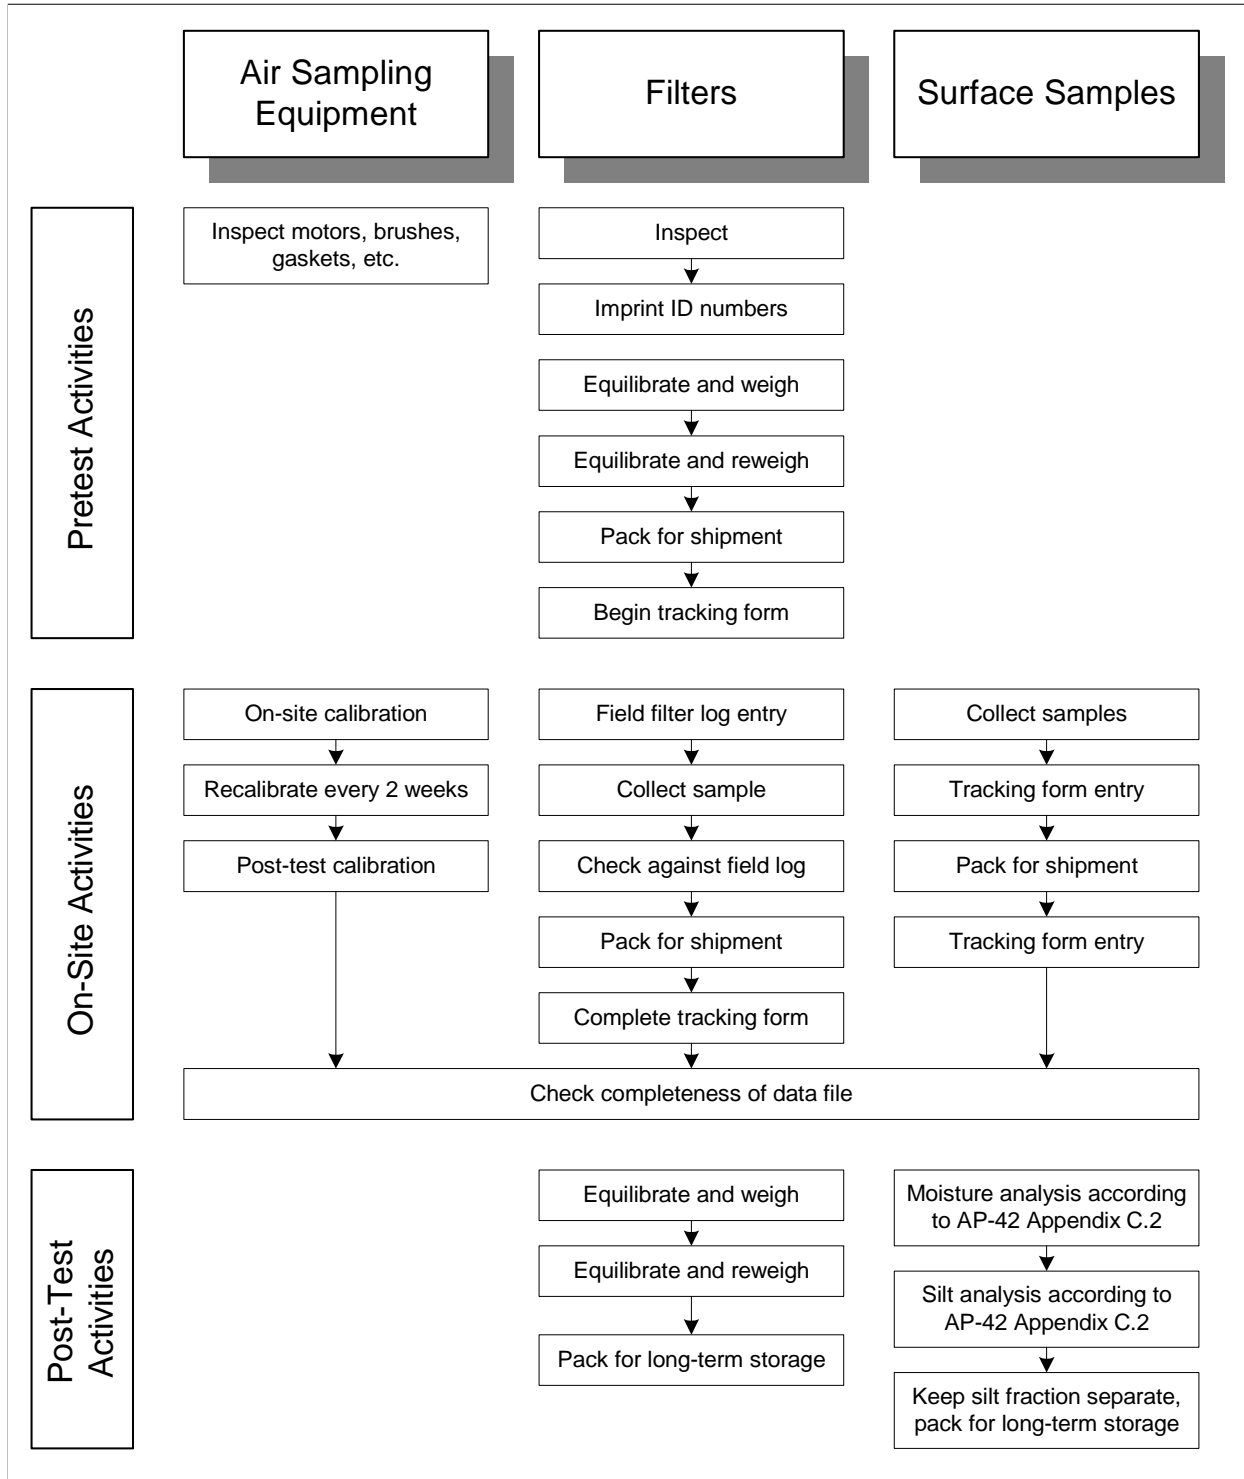 Air Sampling
Equipment
Filters
Surface Samples
Pretest Activities
Inspect motors, brushes,
gaskets, etc.
Inspect
Imprint ID numbers
Equilibrate and weigh
Equilibrate and reweigh
Pack for shipment
Begin tracking form
On-Site Activities
On-site calibration
Recalibrate every 2 weeks
Post-test calibration
Field filter log entry
Collect sample
Check against field log
Pack for shipment
Complete tracking form
Collect samples
Tracking form entry
Pack for shipment
Tracking form entry
Check completeness of data file
Post-Test
Activities
Equilibrate and weigh
Equilibrate and reweigh
Pack for long-term storage
Moisture analysis according
to AP-42 Appendix C.2
Silt analysis according to
AP-42 Appendix C.2
Keep silt fraction separate,
pack for long-term storage